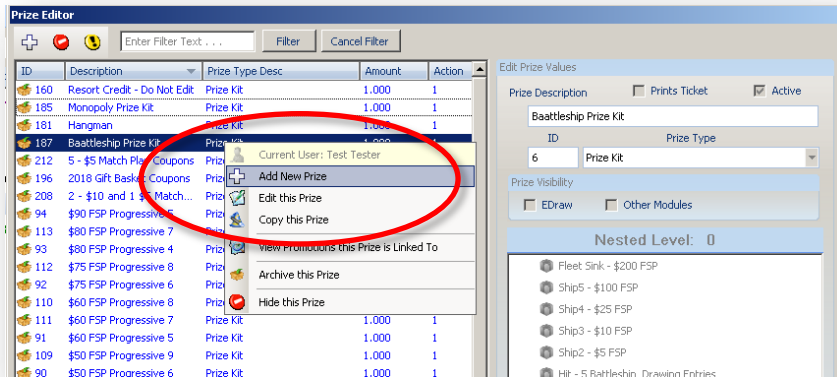 Prize Editor
Enter Filter Text . . . Filter Cancel Filter
ID Description Prize Type Desc Amount Action
160 Resort Credit - Do Not Edit Prize Kit 1.000 1
185 Monopoly Prize Kit Prize Kit 1.000 1
181 Hangman Prize Kit 1.000 1
187 Baattleship Prize Kit Prize Kit 1.000 1
212 5 - $5 Match Play Coupons Prize
196 2018 Gift Basket Coupons Prize
208 2 - $10 and 1 $5 Match... Prize
94 $90 FSP Progressive 5 Prize
113 $80 FSP Progressive 7 Prize
93 $80 FSP Progressive 4 Prize
112 $75 FSP Progressive 8 Prize
92 $75 FSP Progressive 6 Prize
110 $60 FSP Progressive 8 Prize
111 $60 FSP Progressive 7 Prize Kit 1.000 1
91 $60 FSP Progressive 5 Prize Kit 1.000 1
109 $50 FSP Progressive 9 Prize Kit 1.000 1
90 $50 FSP Progressive 6 Prize Kit 1.000 1
Current User: Test Tester
Add New Prize
Edit this Prize
Copy this Prize
View Promotions this Prize is Linked To
Archive this Prize
Hide this Prize
Edit Prize Values
Prize Description Prints Ticket Active
Baattleship Prize Kit
ID Prize Type
6 Prize Kit
Prize Visibility
EDraw Other Modules
Nested Level: 0
Fleet Sink - $200 FSP
Ship5 - $100 FSP
Ship4 - $25 FSP
Ship3 - $10 FSP
Ship2 - $5 FSP
Hit - 5 Battleship Drawing Entries